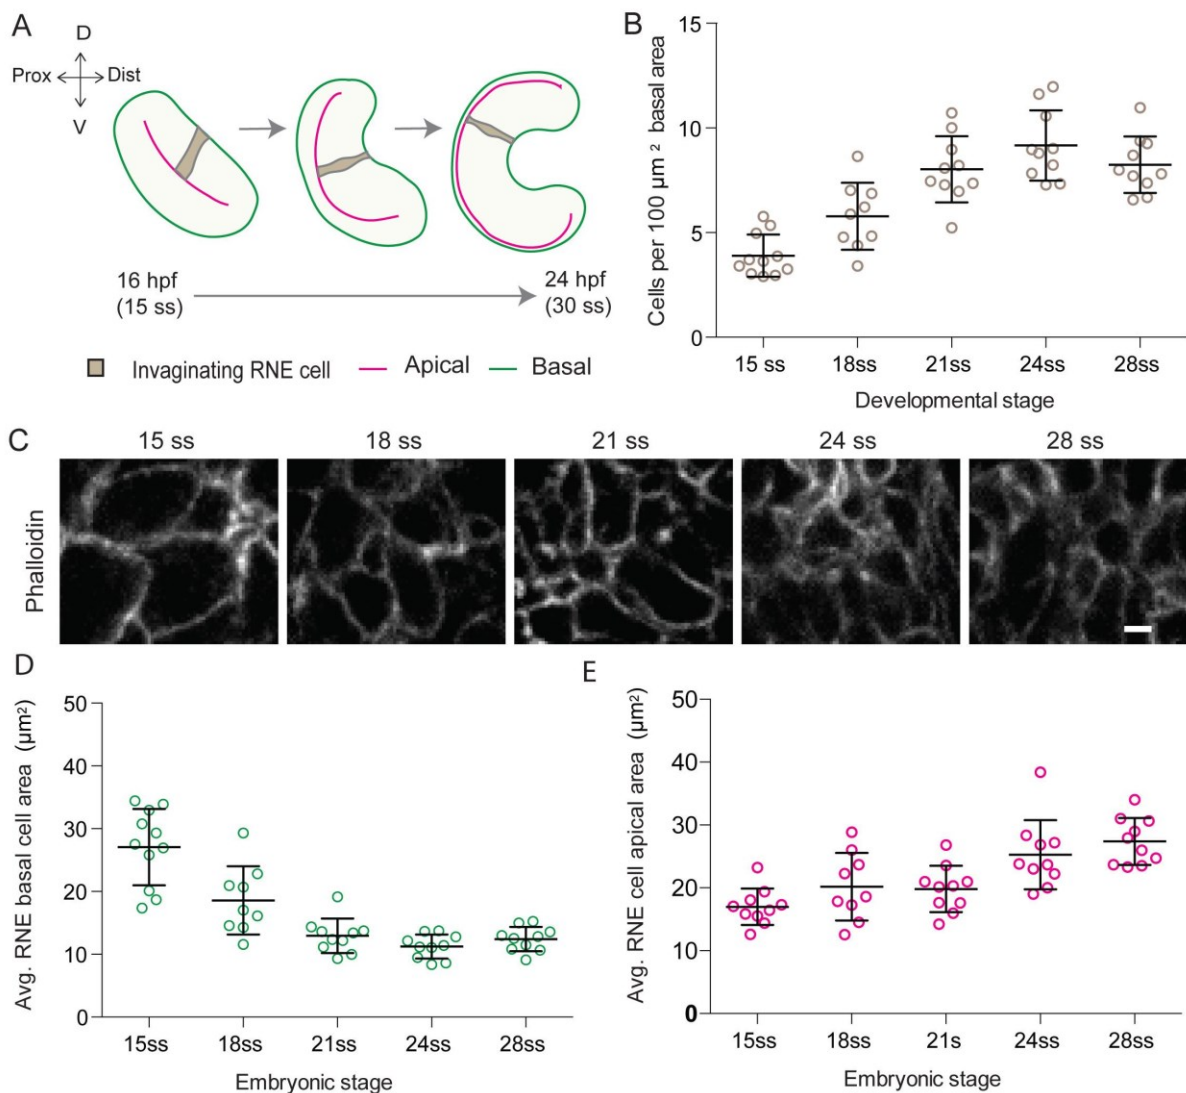 A
D
Prox
Dist
V
16 hpf
(15 ss)
24 hpf
(30 ss)
Invaginating RNE cell
Apical
Basal
B
Cells per 100 μm ² basal area
15
10
5
0
15 ss
18ss
21ss
24ss
28ss
Developmental stage
C
15 ss
18 ss
21 ss
24 ss
28 ss
Phalloidin
D
Avg. RNE basal cell area (μm²)
50
40
30
20
10
0
15ss
18ss
21ss
24ss
28ss
Embryonic stage
E
Avg. RNE cell apical area (μm²)
50
40
30
20
10
0
15ss
18ss
21s
24ss
28ss
Embryonic stage